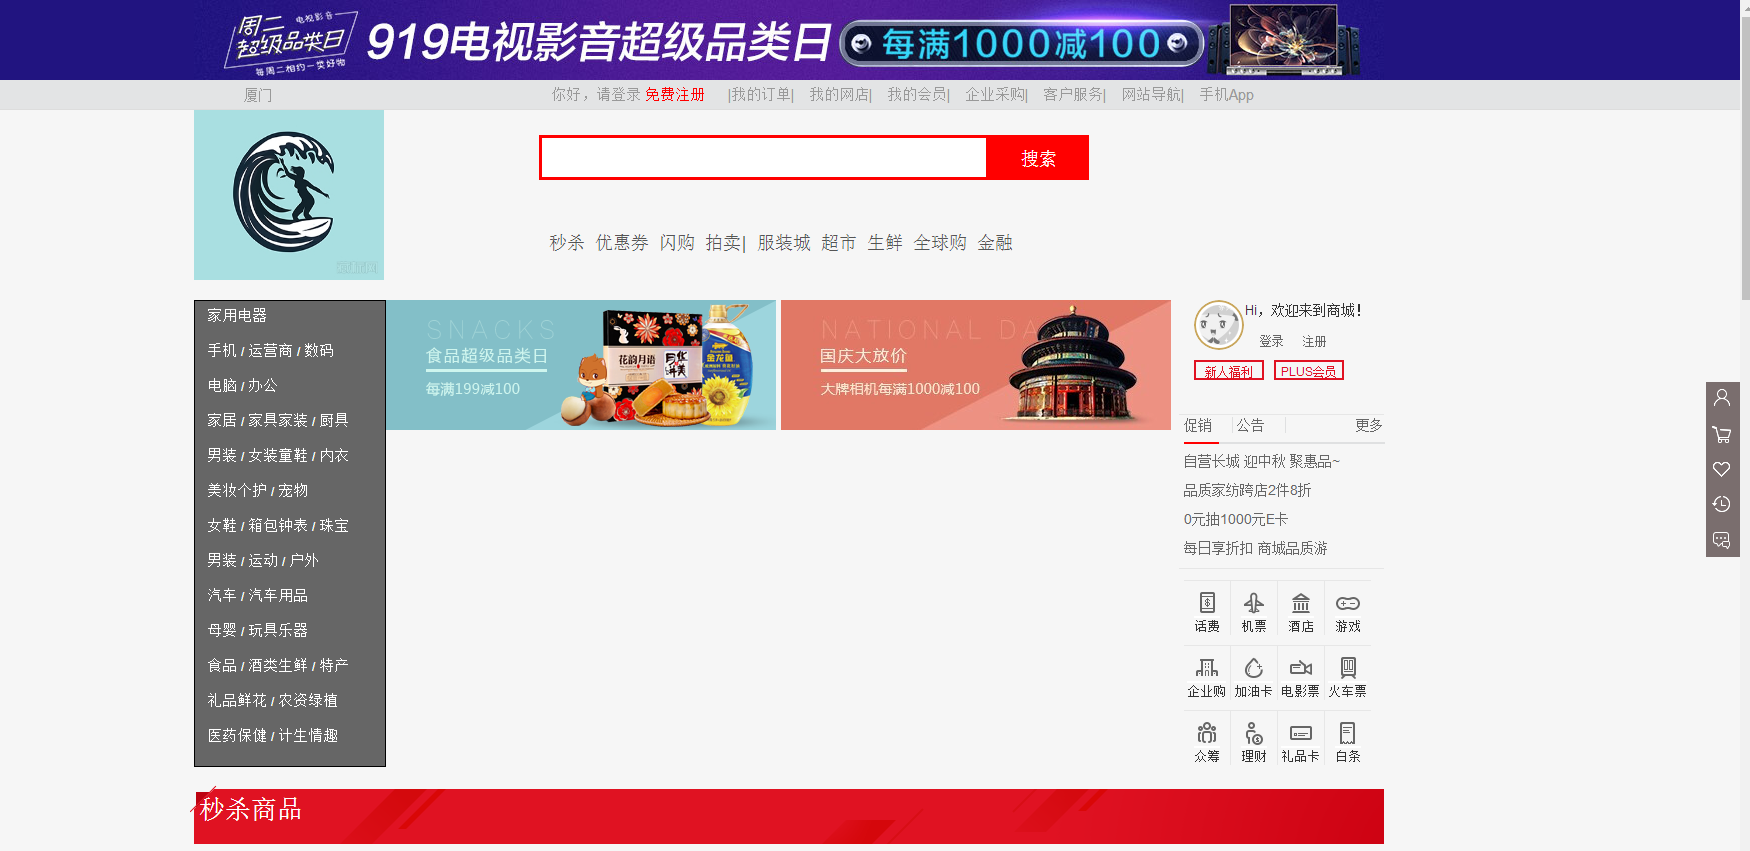 周二
电视影音
超级品类日
每周二相约一类好物
919电视影音超级品类日
每满1000减100
厦门
你好，请登录 免费注册 |我的订单| 我的网店| 我的会员| 企业采购| 客户服务| 网站导航| 手机App
搜索
秒杀 优惠券 闪购 拍卖| 服装城 超市 生鲜 全球购 金融
家用电器
手机 / 运营商 / 数码
电脑 / 办公
家居 / 家具家装 / 厨具
男装 / 女装童鞋 / 内衣
美妆个护 / 宠物
女鞋 / 箱包钟表 / 珠宝
男装 / 运动 / 户外
汽车 / 汽车用品
母婴 / 玩具乐器
食品 / 酒类生鲜 / 特产
礼品鲜花 / 农资绿植
医药保健 / 计生情趣
SNACKS
食品超级品类日
每满199减100
花韵月语
金龙鱼
NATIONAL DA
国庆大放价
大牌相机每满1000减100
Hi，欢迎来到商城！
登录 注册
新人福利 PLUS会员
促销 公告 更多
自营长城 迎中秋 聚惠品~
品质家纺跨店2件8折
0元抽1000元E卡
每日享折扣 商城品质游
话费 机票 酒店 游戏
企业购 加油卡 电影票 火车票
众筹 理财 礼品卡 白条
秒杀商品